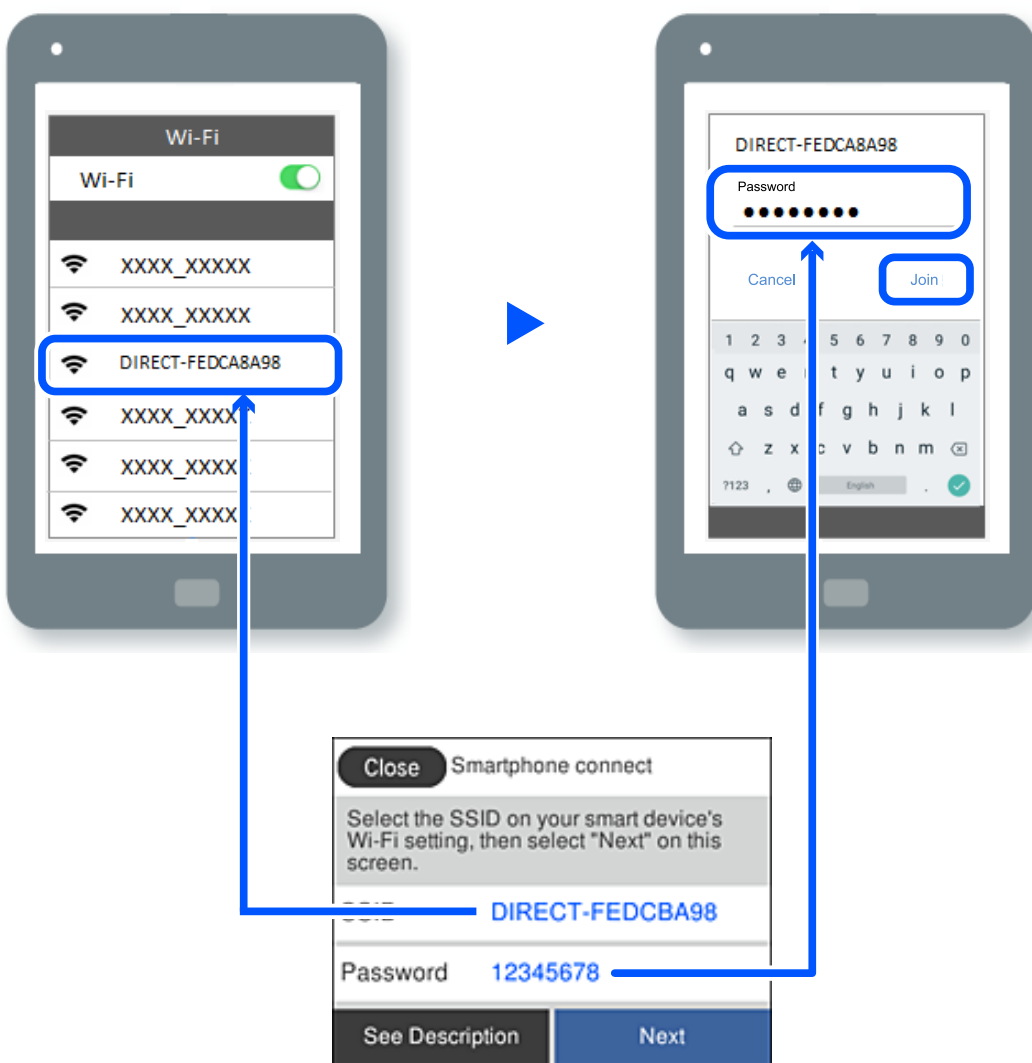 Wi-Fi
Wi-Fi
XXXX_XXXXX
XXXX_XXXXX
DIRECT-FEDCA8A98
XXXX_XXXX
XXXX_XXXX
XXXX_XXXX
DIRECT-FEDCA8A98
Password
Cancel Join
1 2 3 5 6 7 8 9 0
q w e t y u i o p
a s d f g h j k l
z x c v b n m
?123 , English .
Close Smartphone connect
Select the SSID on your smart device's
Wi-Fi setting, then select "Next" on this
screen.
DIRECT-FEDCBA98
Password 12345678
See Description Next